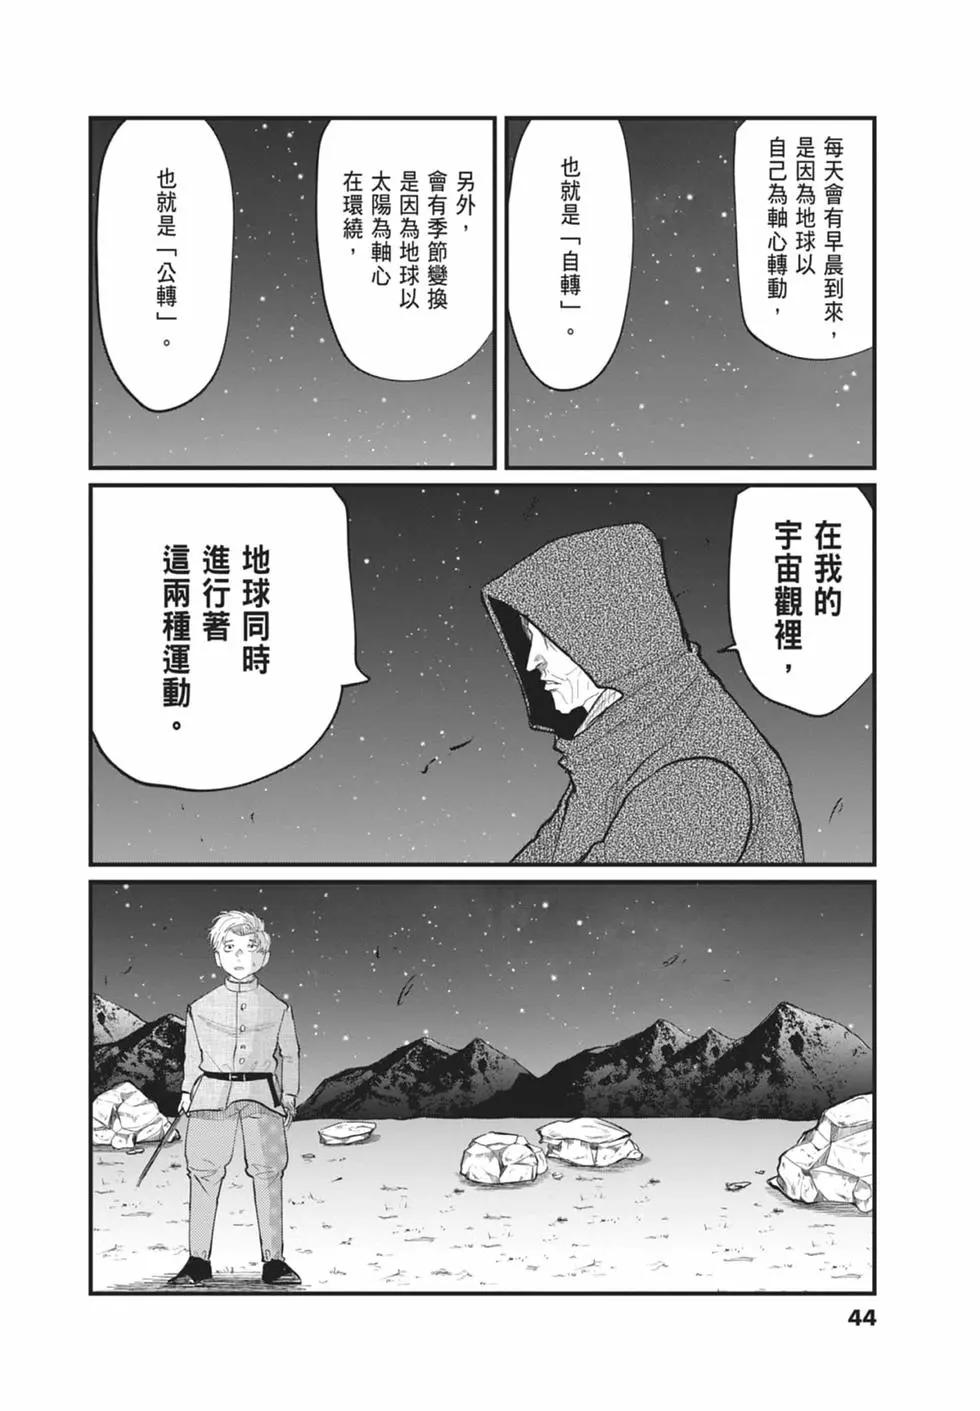 每天會有早晨到來，
是因為地球以
自己為軸心轉動，
也就是「自轉」。
另外，
會有季節變換
是因為地球以
太陽為軸心
在環繞，
也就是「公轉」。
在我的
宇宙觀裡，
地球同時
進行著
這兩種運動。
44